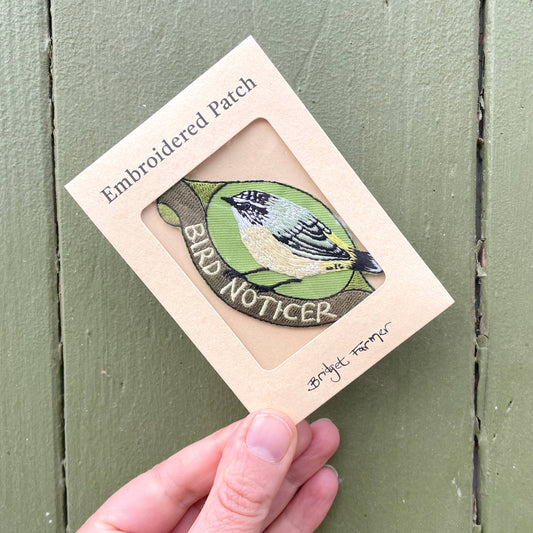 Embroidered Patch
BIRD NOTICER
Bridget Farmer